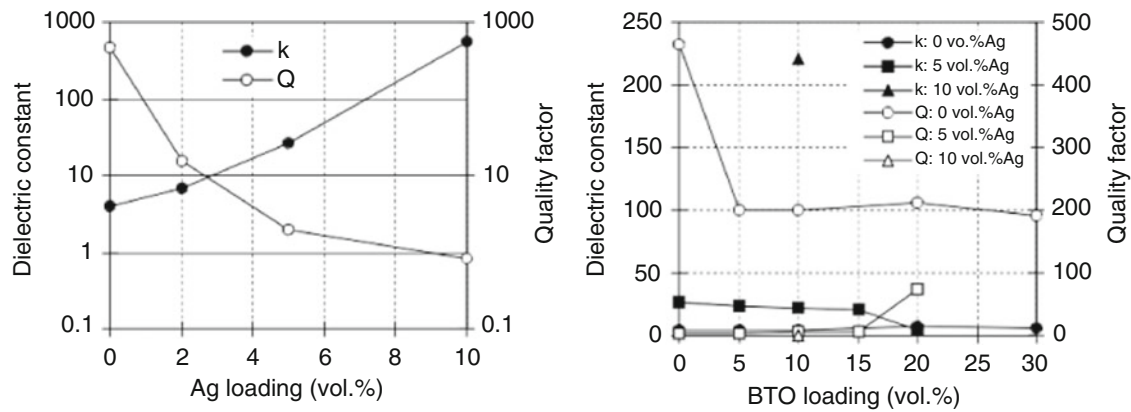 1000
100
10
1
0.1
Dielectric constant
k
Q
1000
10
0.1
Quality factor
0 2 4 6 8 10
Ag loading (vol.%)
250
200
150
100
50
0
Dielectric constant
k: 0 vo.%Ag
k: 5 vol.%Ag
k: 10 vol.%Ag
Q: 0 vol.%Ag
Q: 5 vol.%Ag
Q: 10 vol.%Ag
500
400
300
200
100
0
Quality factor
0 5 10 15 20 25 30
BTO loading (vol.%)